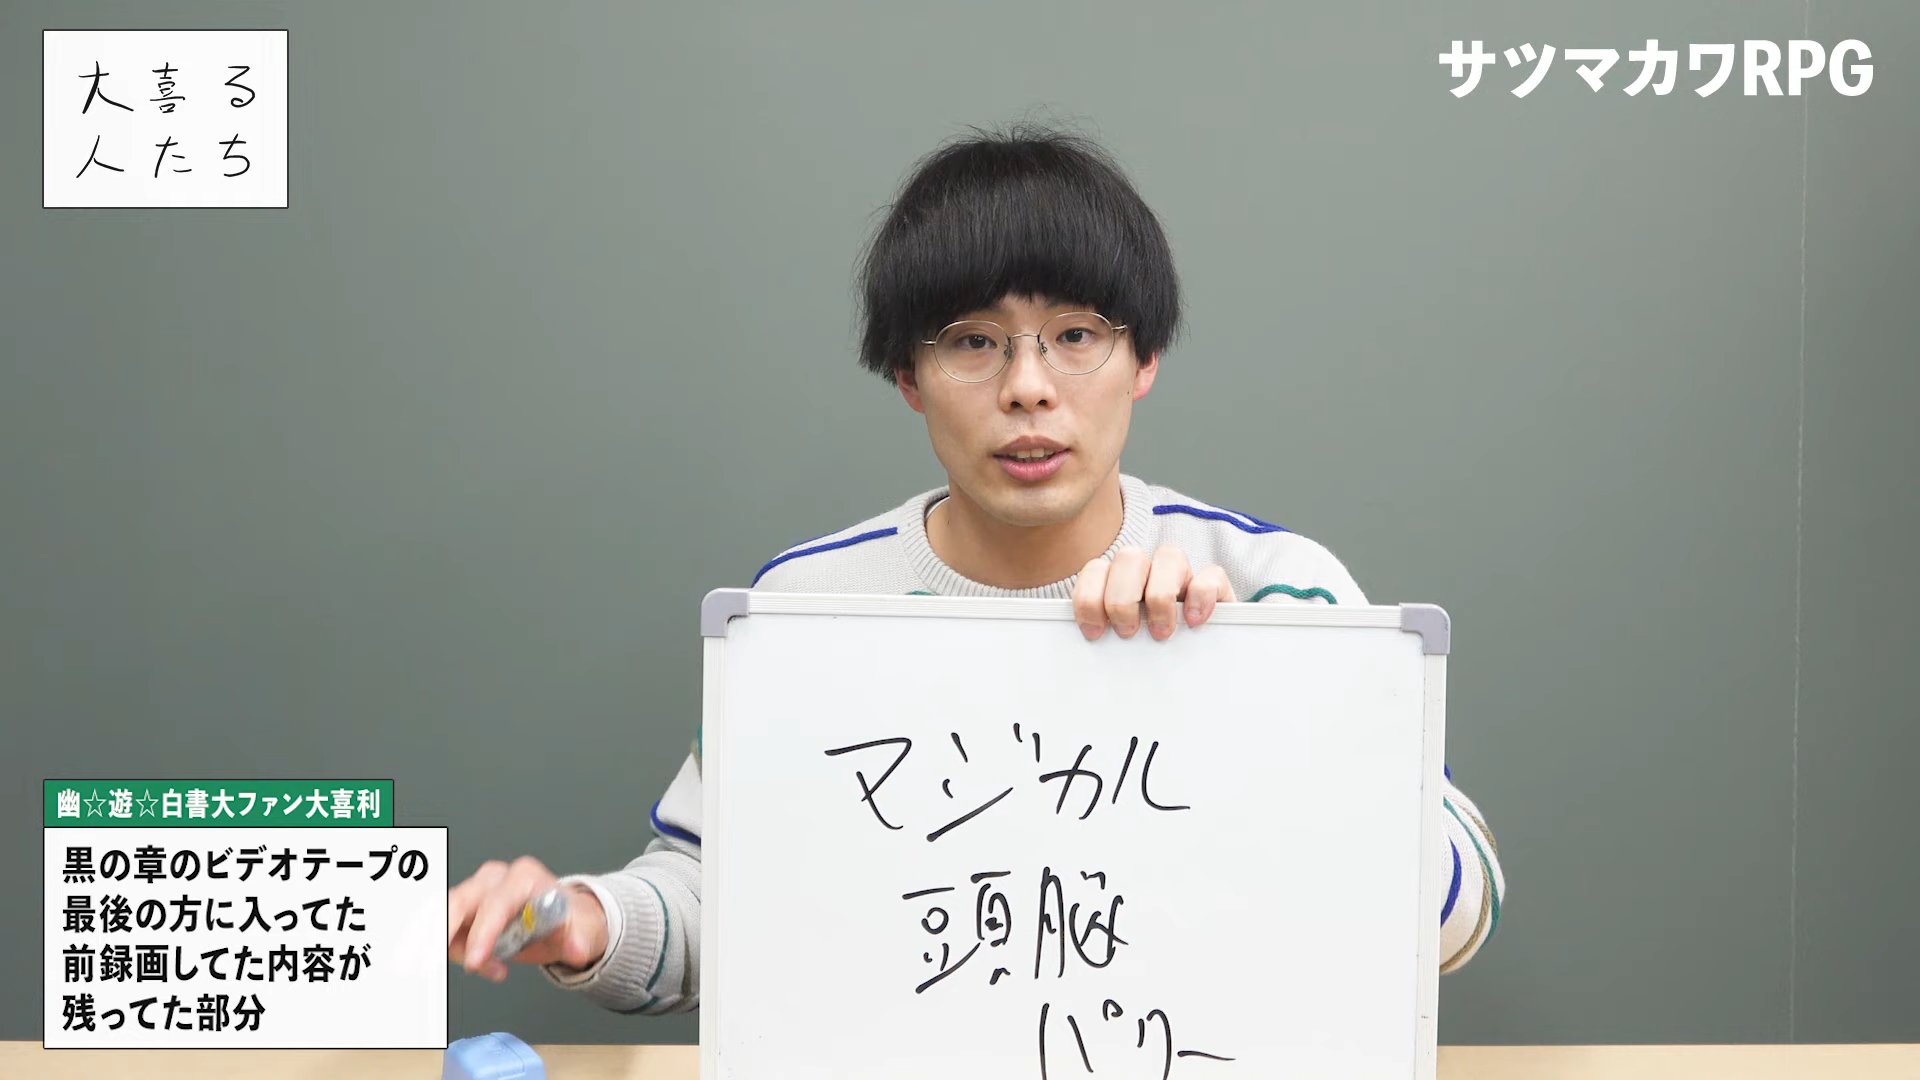 大喜る
人たち
サツマカワRPG
幽☆遊☆白書大ファン大喜利
黒の章のビデオテープの
最後の方に入ってた
前録画してた内容が
残ってた部分
マジカル
頭脳
パワー